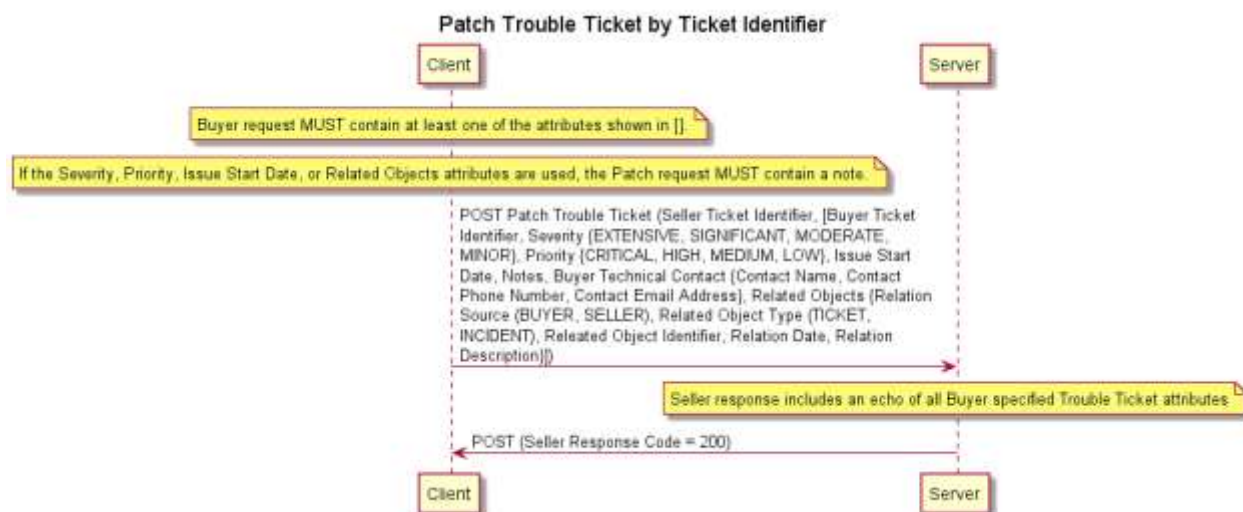 Patch Trouble Ticket by Ticket Identifier
Client
Server
Buyer request MUST contain at least one of the attributes shown in [].
If the Severity, Priority, Issue Start Date, or Related Objects attributes are used, the Patch request MUST contain a note.
POST Patch Trouble Ticket (Seller Ticket Identifier, [Buyer Ticket
Identifier, Severity {EXTENSIVE, SIGNIFICANT, MODERATE,
MINOR}, Priority {CRITICAL, HIGH, MEDIUM, LOW}, Issue Start
Date, Notes, Buyer Technical Contact {Contact Name, Contact
Phone Number, Contact Email Address}, Related Objects {Relation
Source (BUYER, SELLER), Related Object Type (TICKET,
INCIDENT), Releated Object Identifier, Relation Date, Relation
Description}])
Seller response includes an echo of all Buyer specified Trouble Ticket attributes
POST (Seller Response Code = 200)
Client
Server